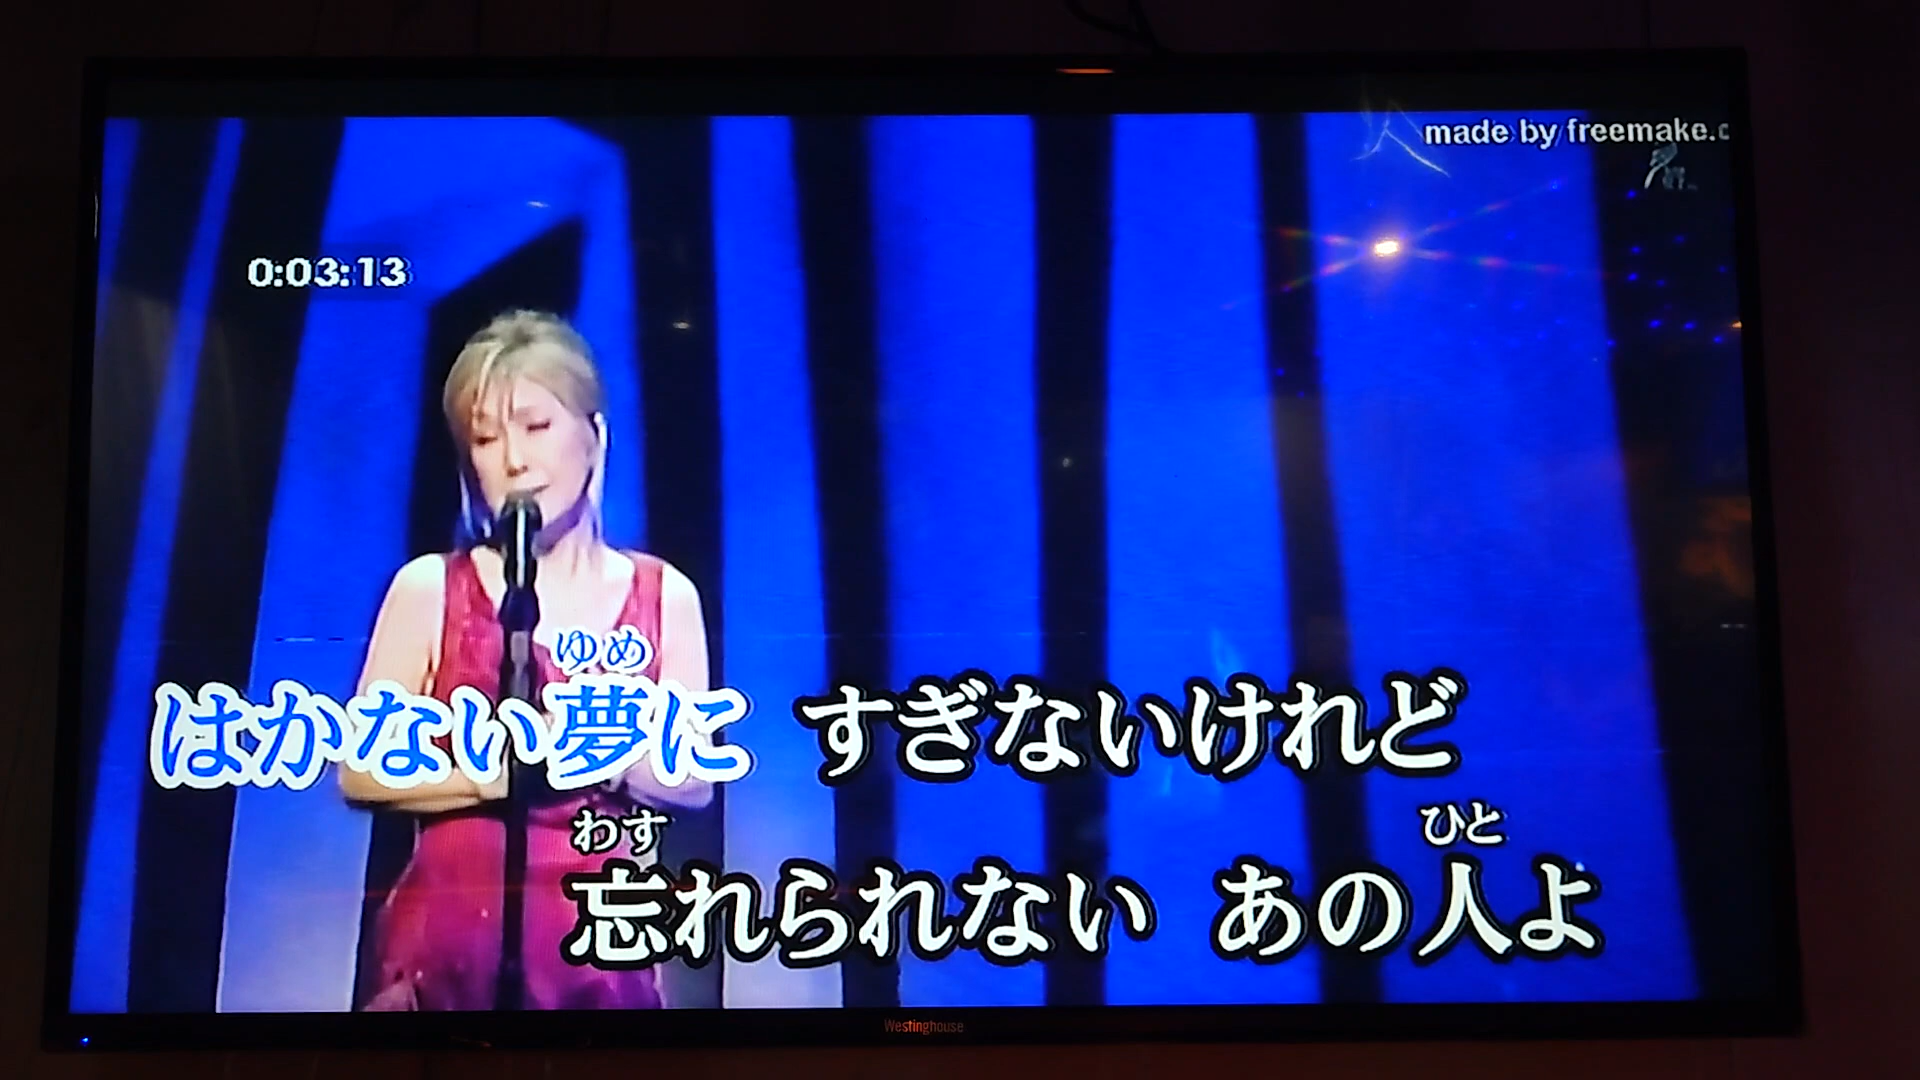 made by freemake.c
0:03:13
ゆめ
はかない夢に すぎないけれど
わす ひと
忘れられない あの人よ
Westinghouse